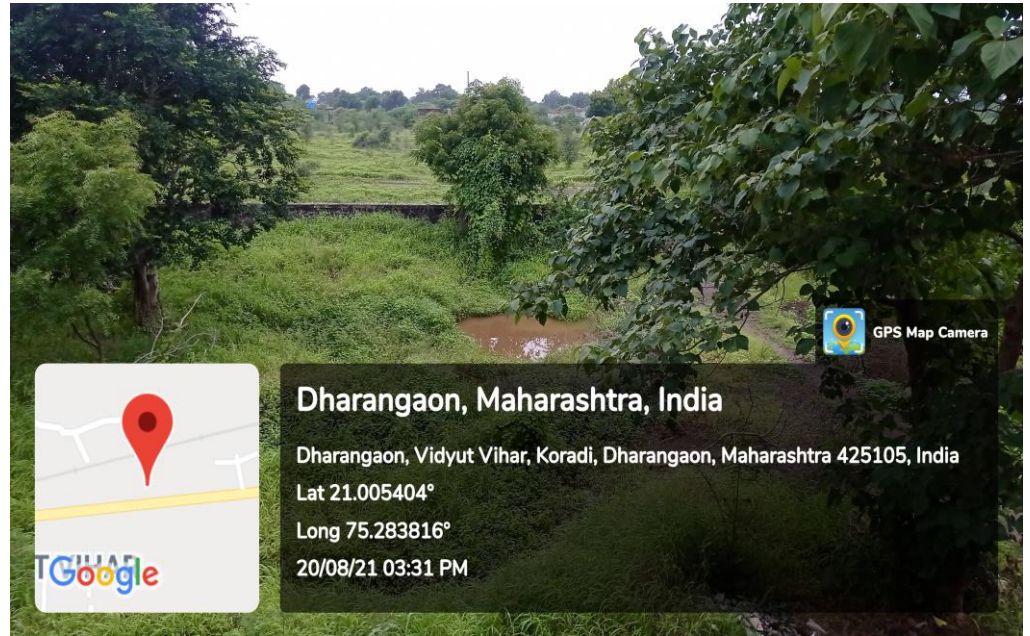 GPS Map Camera
Dharangaon, Maharashtra, India
Dharangaon, Vidyut Vihar, Koradi, Dharangaon, Maharashtra 425105, India
Lat 21.005404°
Long 75.283816°
20/08/21 03:31 PM
Google